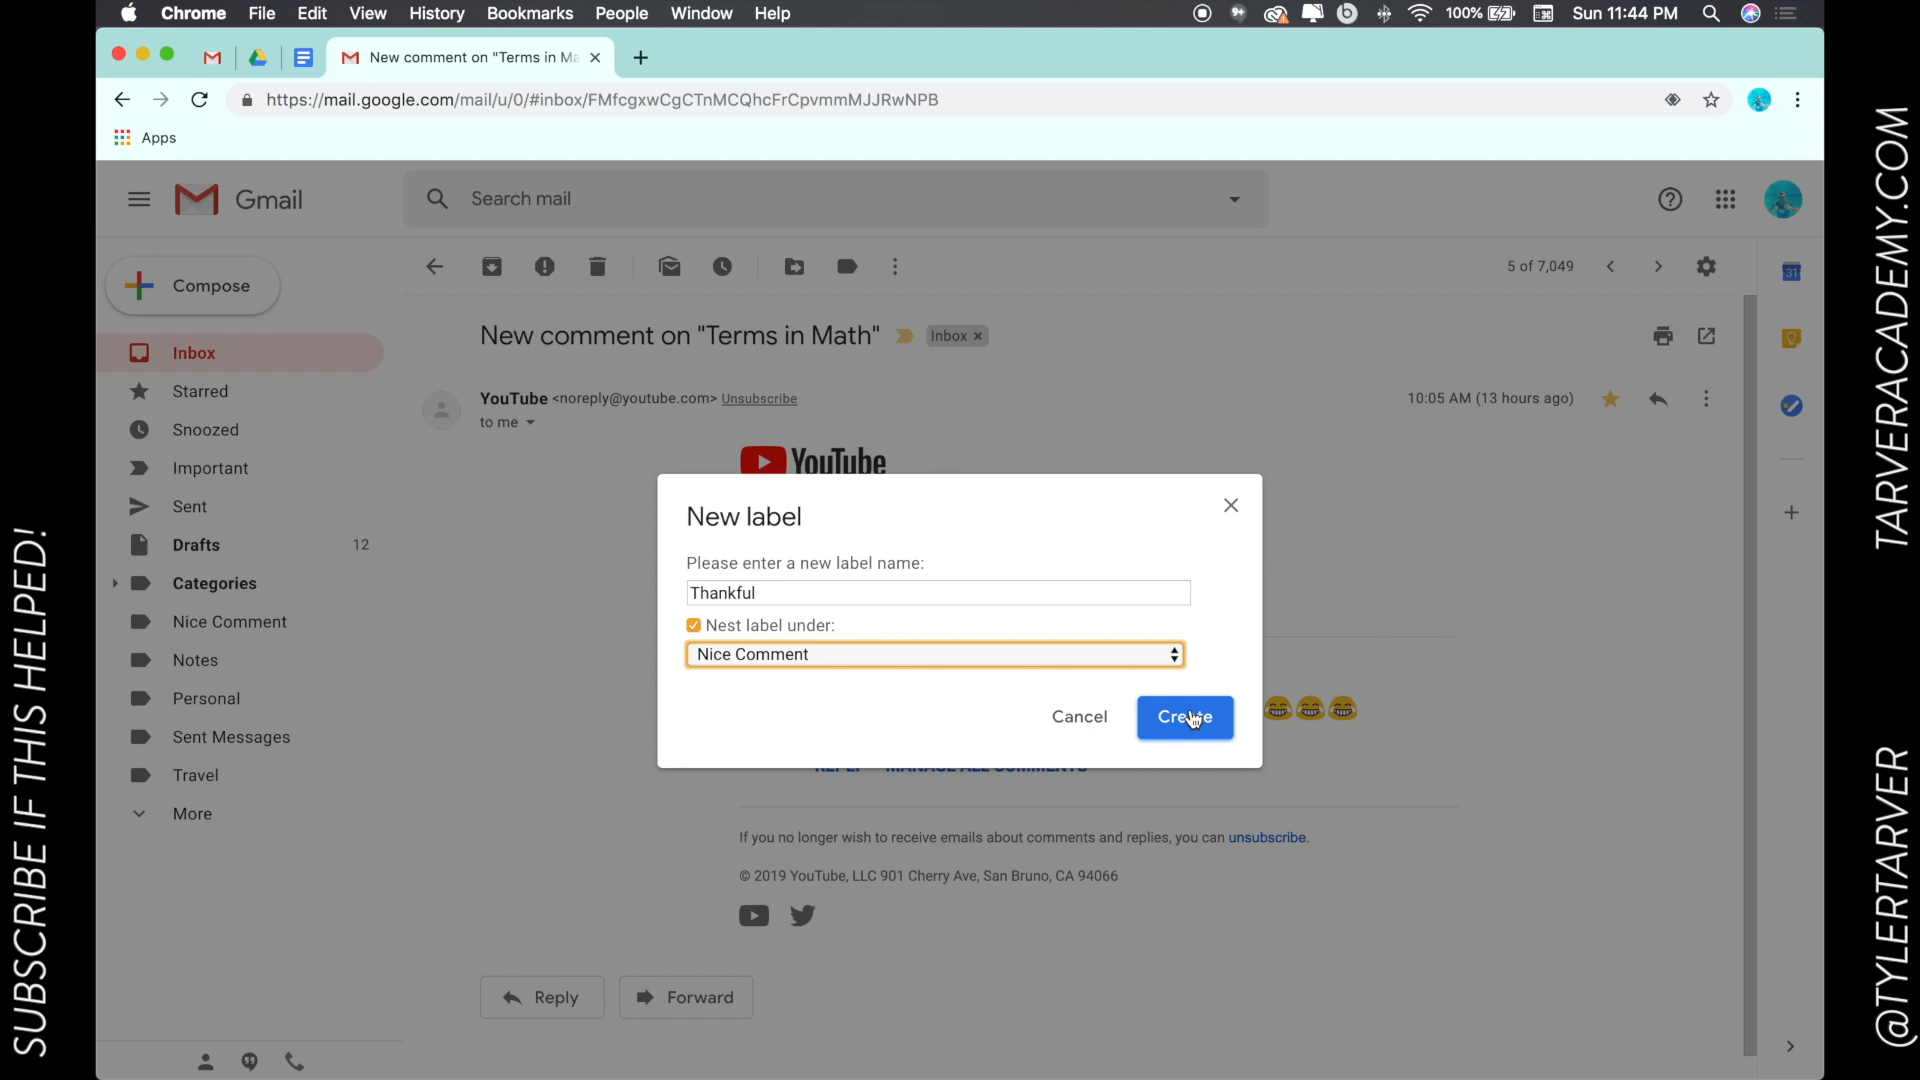 Chrome File Edit View History Bookmarks People Window Help
100% Sun 11:44 PM
New comment on "Terms in Ma
https://mail.google.com/mail/u/0/#inbox/FMfcgxwCgCTnMCQhcFrCpvmmMJJRwNPB
Apps
Gmail
Search mail
Compose
5 of 7,049
31
New comment on "Terms in Math"
Inbox ×
Inbox
YouTube <noreply@youtube.com> Unsubscribe
10:05 AM (13 hours ago)
to me
Starred
Snoozed
Important
Sent
Drafts 12
Categories
Nice Comment
Notes
Personal
Sent Messages
Travel
More
YouTube
New label
Please enter a new label name:
Thankful
Nest label under:
Nice Comment
Cancel
Create
REPLY MANAGE ALL COMMENTS
If you no longer wish to receive emails about comments and replies, you can unsubscribe.
© 2019 YouTube, LLC 901 Cherry Ave, San Bruno, CA 94066
Reply
Forward
SUBSCRIBE IF THIS HELPED!
TARVERACADEMY.COM
@TYLERTARVER